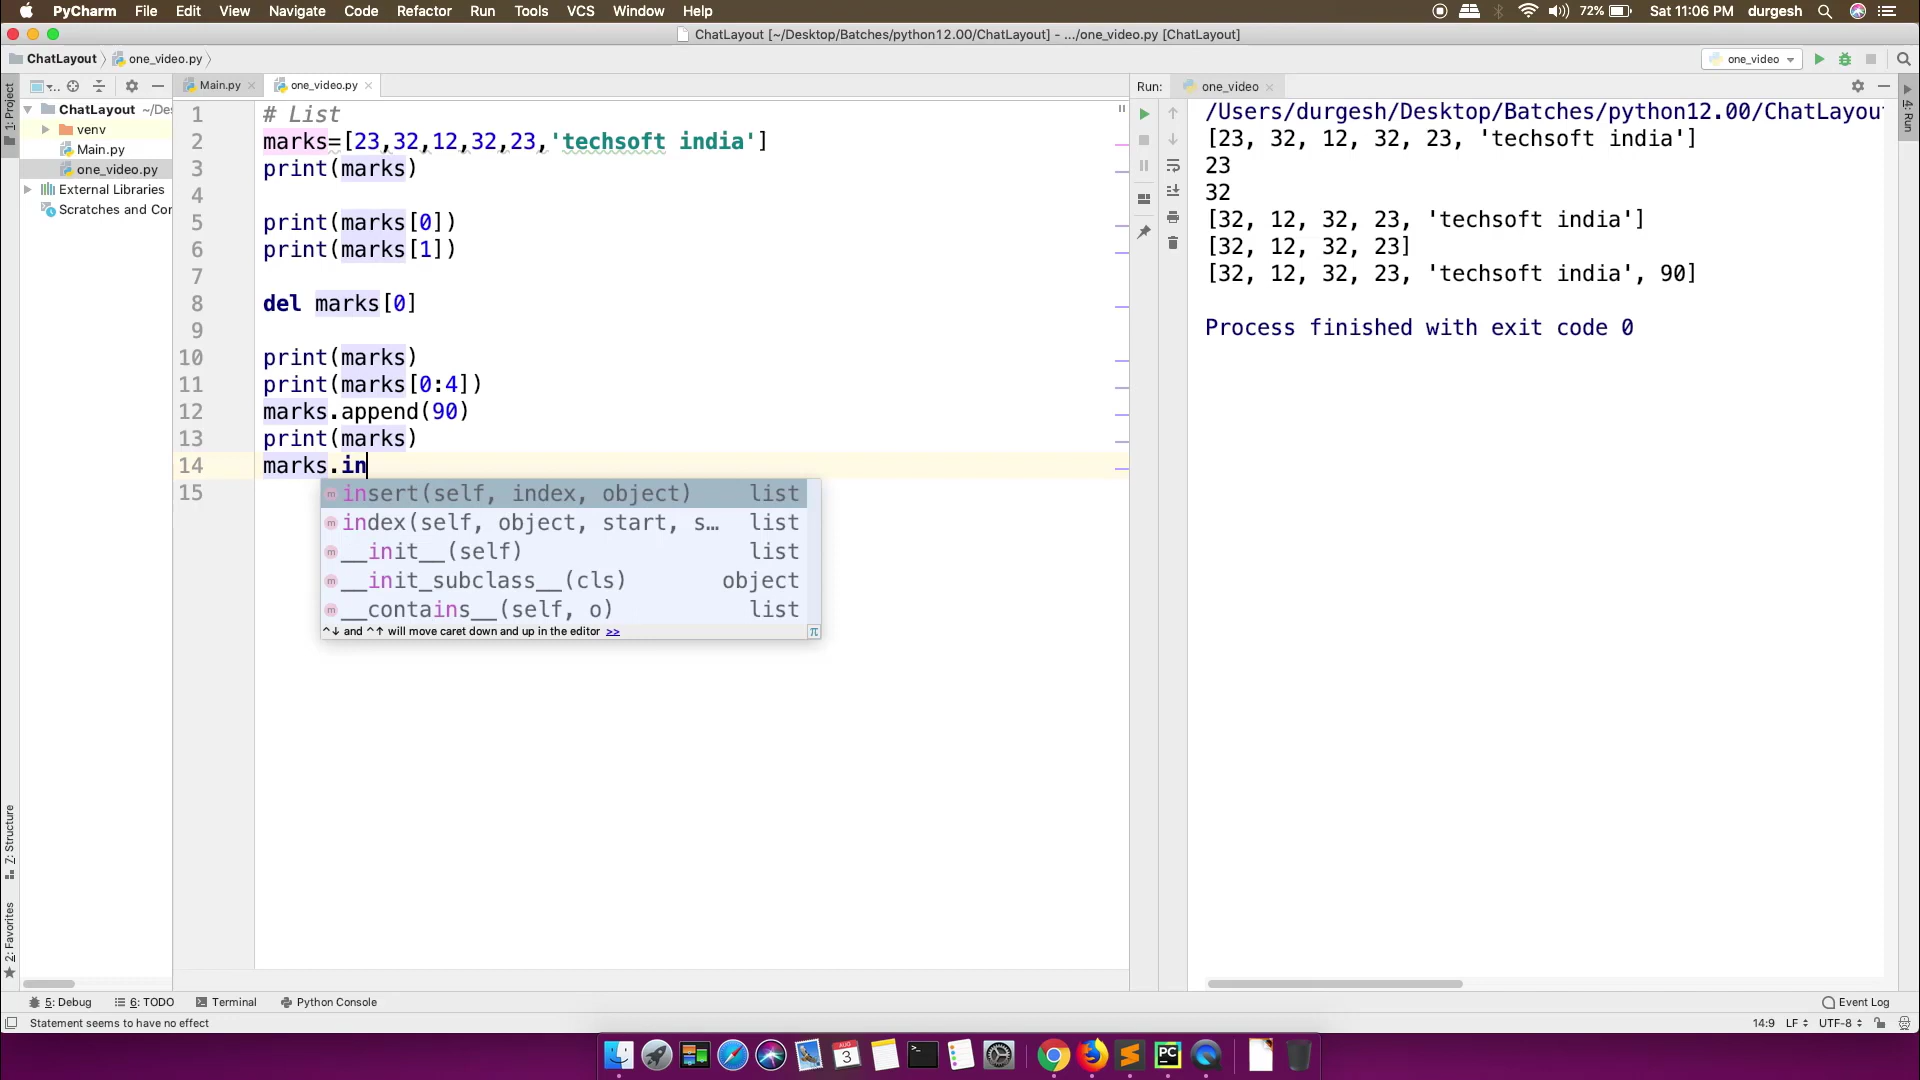 PyCharm File Edit View Navigate Code Refactor Run Tools VCS Window Help 72% Sat 11:06 PM durgesh
ChatLayout [~/Desktop/Batches/python12.00/ChatLayout] - .../one_video.py [ChatLayout]
ChatLayout one_video.py one_video
Main.py one_video.py
Run: one_video
1: Project
ChatLayout ~/Des
venv
Main.py
one_video.py
External Libraries
Scratches and Cor
1 # List
2 marks=[23,32,12,32,23,'techsoft india']
3 print(marks)
4
5 print(marks[0])
6 print(marks[1])
7
8 del marks[0]
9
10 print(marks)
11 print(marks[0:4])
12 marks.append(90)
13 print(marks)
14 marks.in
15
insert(self, index, object) list
index(self, object, start, s… list
__init__(self) list
__init_subclass__(cls) object
__contains__(self, o) list
^↓ and ^↑ will move caret down and up in the editor >> π
/Users/durgesh/Desktop/Batches/python12.00/ChatLayou
[23, 32, 12, 32, 23, 'techsoft india']
23
32
[32, 12, 32, 23, 'techsoft india']
[32, 12, 32, 23]
[32, 12, 32, 23, 'techsoft india', 90]
Process finished with exit code 0
4: Run
7: Structure
2: Favorites
5: Debug 6: TODO Terminal Python Console Event Log
Statement seems to have no effect 14:9 LF UTF-8
AUG
3
PC